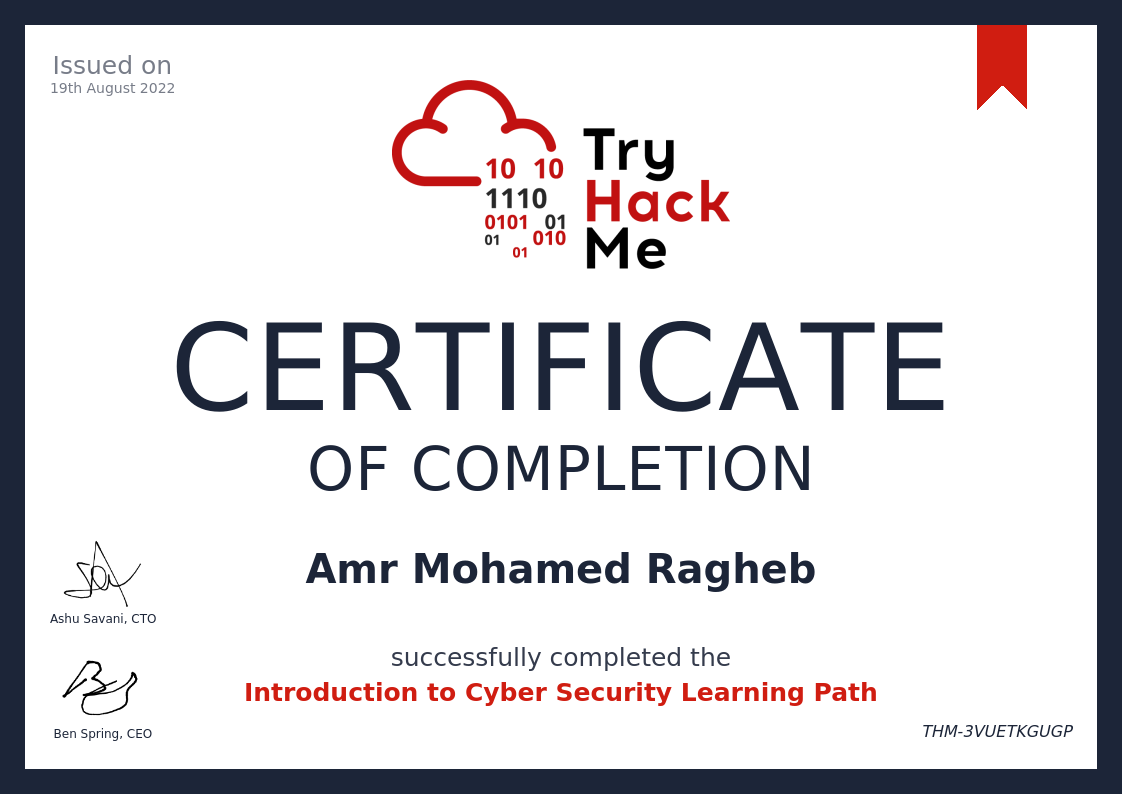 Issued on
19th August 2022
10 10
1110
0101 01
01 010
01
Try
Hack
Me
CERTIFICATE
OF COMPLETION
Amr Mohamed Ragheb
Ashu Savani, CTO
successfully completed the
Introduction to Cyber Security Learning Path
Ben Spring, CEO
THM-3VUETKGUGP